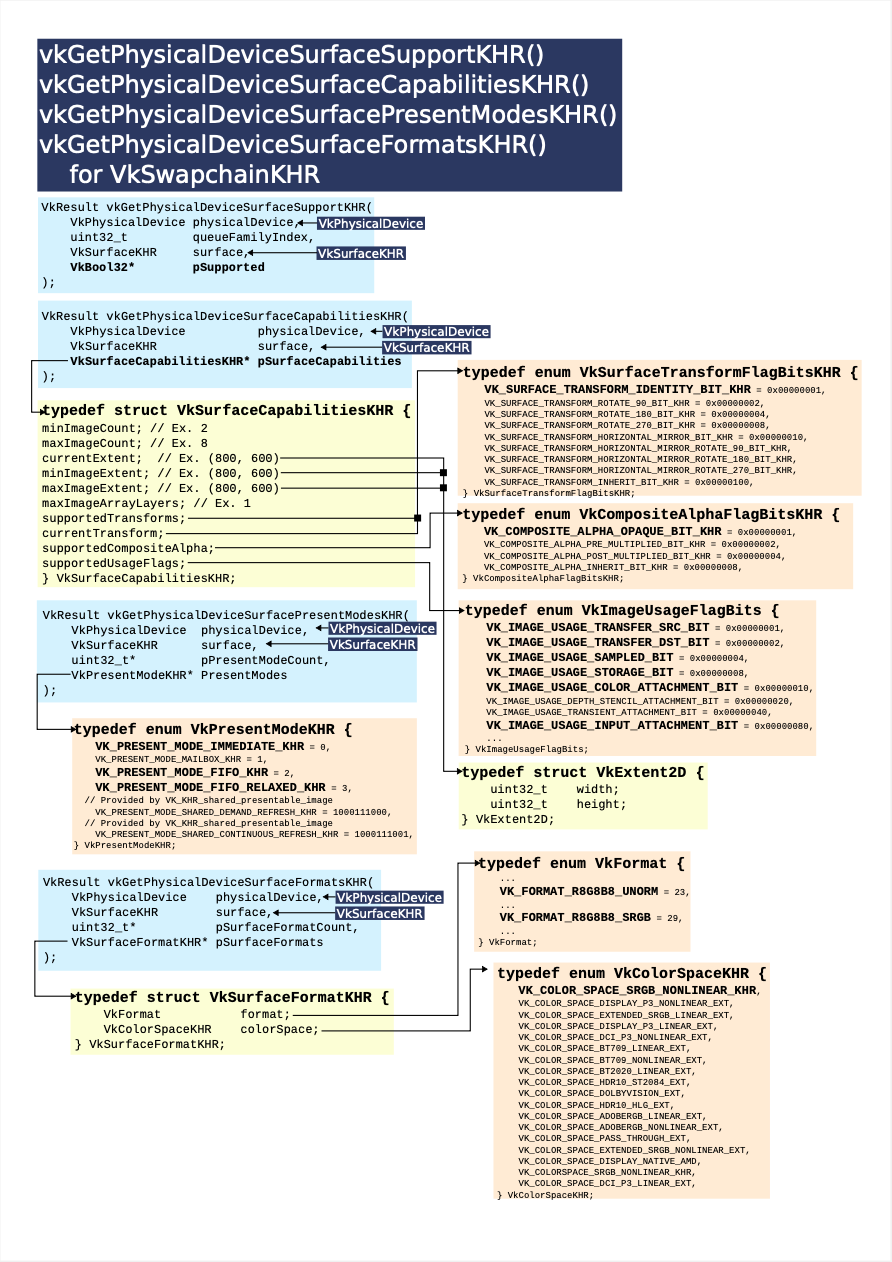 vkGetPhysicalDeviceSurfaceSupportKHR()
vkGetPhysicalDeviceSurfaceCapabilitiesKHR()
vkGetPhysicalDeviceSurfacePresentModesKHR()
vkGetPhysicalDeviceSurfaceFormatsKHR()
for VkSwapchainKHR
VkResult vkGetPhysicalDeviceSurfaceSupportKHR(
VkPhysicalDevice physicalDevice, VkPhysicalDevice
uint32_t queueFamilyIndex,
VkSurfaceKHR surface, VkSurfaceKHR
VkBool32* pSupported
);
VkResult vkGetPhysicalDeviceSurfaceCapabilitiesKHR(
VkPhysicalDevice physicalDevice, VkPhysicalDevice
VkSurfaceKHR surface, VkSurfaceKHR
VkSurfaceCapabilitiesKHR* pSurfaceCapabilities
);
typedef struct VkSurfaceCapabilitiesKHR {
minImageCount; // Ex. 2
maxImageCount; // Ex. 8
currentExtent; // Ex. (800, 600)
minImageExtent; // Ex. (800, 600)
maxImageExtent; // Ex. (800, 600)
maxImageArrayLayers; // Ex. 1
supportedTransforms;
currentTransform;
supportedCompositeAlpha;
supportedUsageFlags;
} VkSurfaceCapabilitiesKHR;
typedef enum VkSurfaceTransformFlagBitsKHR {
VK_SURFACE_TRANSFORM_IDENTITY_BIT_KHR = 0x00000001,
VK_SURFACE_TRANSFORM_ROTATE_90_BIT_KHR = 0x00000002,
VK_SURFACE_TRANSFORM_ROTATE_180_BIT_KHR = 0x00000004,
VK_SURFACE_TRANSFORM_ROTATE_270_BIT_KHR = 0x00000008,
VK_SURFACE_TRANSFORM_HORIZONTAL_MIRROR_BIT_KHR = 0x00000010,
VK_SURFACE_TRANSFORM_HORIZONTAL_MIRROR_ROTATE_90_BIT_KHR,
VK_SURFACE_TRANSFORM_HORIZONTAL_MIRROR_ROTATE_180_BIT_KHR,
VK_SURFACE_TRANSFORM_HORIZONTAL_MIRROR_ROTATE_270_BIT_KHR,
VK_SURFACE_TRANSFORM_INHERIT_BIT_KHR = 0x00000100,
} VkSurfaceTransformFlagBitsKHR;
typedef enum VkCompositeAlphaFlagBitsKHR {
VK_COMPOSITE_ALPHA_OPAQUE_BIT_KHR = 0x00000001,
VK_COMPOSITE_ALPHA_PRE_MULTIPLIED_BIT_KHR = 0x00000002,
VK_COMPOSITE_ALPHA_POST_MULTIPLIED_BIT_KHR = 0x00000004,
VK_COMPOSITE_ALPHA_INHERIT_BIT_KHR = 0x00000008,
} VkCompositeAlphaFlagBitsKHR;
VkResult vkGetPhysicalDeviceSurfacePresentModesKHR(
VkPhysicalDevice physicalDevice, VkPhysicalDevice
VkSurfaceKHR surface, VkSurfaceKHR
uint32_t* pPresentModeCount,
VkPresentModeKHR* PresentModes
);
typedef enum VkPresentModeKHR {
VK_PRESENT_MODE_IMMEDIATE_KHR = 0,
VK_PRESENT_MODE_MAILBOX_KHR = 1,
VK_PRESENT_MODE_FIFO_KHR = 2,
VK_PRESENT_MODE_FIFO_RELAXED_KHR = 3,
// Provided by VK_KHR_shared_presentable_image
VK_PRESENT_MODE_SHARED_DEMAND_REFRESH_KHR = 1000111000,
// Provided by VK_KHR_shared_presentable_image
VK_PRESENT_MODE_SHARED_CONTINUOUS_REFRESH_KHR = 1000111001,
} VkPresentModeKHR;
typedef enum VkImageUsageFlagBits {
VK_IMAGE_USAGE_TRANSFER_SRC_BIT = 0x00000001,
VK_IMAGE_USAGE_TRANSFER_DST_BIT = 0x00000002,
VK_IMAGE_USAGE_SAMPLED_BIT = 0x00000004,
VK_IMAGE_USAGE_STORAGE_BIT = 0x00000008,
VK_IMAGE_USAGE_COLOR_ATTACHMENT_BIT = 0x00000010,
VK_IMAGE_USAGE_DEPTH_STENCIL_ATTACHMENT_BIT = 0x00000020,
VK_IMAGE_USAGE_TRANSIENT_ATTACHMENT_BIT = 0x00000040,
VK_IMAGE_USAGE_INPUT_ATTACHMENT_BIT = 0x00000080,
...
} VkImageUsageFlagBits;
typedef struct VkExtent2D {
uint32_t width;
uint32_t height;
} VkExtent2D;
VkResult vkGetPhysicalDeviceSurfaceFormatsKHR(
VkPhysicalDevice physicalDevice, VkPhysicalDevice
VkSurfaceKHR surface, VkSurfaceKHR
uint32_t* pSurfaceFormatCount,
VkSurfaceFormatKHR* pSurfaceFormats
);
typedef struct VkSurfaceFormatKHR {
VkFormat format;
VkColorSpaceKHR colorSpace;
} VkSurfaceFormatKHR;
typedef enum VkFormat {
...
VK_FORMAT_R8G8B8_UNORM = 23,
...
VK_FORMAT_R8G8B8_SRGB = 29,
...
} VkFormat;
typedef enum VkColorSpaceKHR {
VK_COLOR_SPACE_SRGB_NONLINEAR_KHR,
VK_COLOR_SPACE_DISPLAY_P3_NONLINEAR_EXT,
VK_COLOR_SPACE_EXTENDED_SRGB_LINEAR_EXT,
VK_COLOR_SPACE_DISPLAY_P3_LINEAR_EXT,
VK_COLOR_SPACE_DCI_P3_NONLINEAR_EXT,
VK_COLOR_SPACE_BT709_LINEAR_EXT,
VK_COLOR_SPACE_BT709_NONLINEAR_EXT,
VK_COLOR_SPACE_BT2020_LINEAR_EXT,
VK_COLOR_SPACE_HDR10_ST2084_EXT,
VK_COLOR_SPACE_DOLBYVISION_EXT,
VK_COLOR_SPACE_HDR10_HLG_EXT,
VK_COLOR_SPACE_ADOBERGB_LINEAR_EXT,
VK_COLOR_SPACE_ADOBERGB_NONLINEAR_EXT,
VK_COLOR_SPACE_PASS_THROUGH_EXT,
VK_COLOR_SPACE_EXTENDED_SRGB_NONLINEAR_EXT,
VK_COLOR_SPACE_DISPLAY_NATIVE_AMD,
VK_COLORSPACE_SRGB_NONLINEAR_KHR,
VK_COLOR_SPACE_DCI_P3_LINEAR_EXT,
} VkColorSpaceKHR;